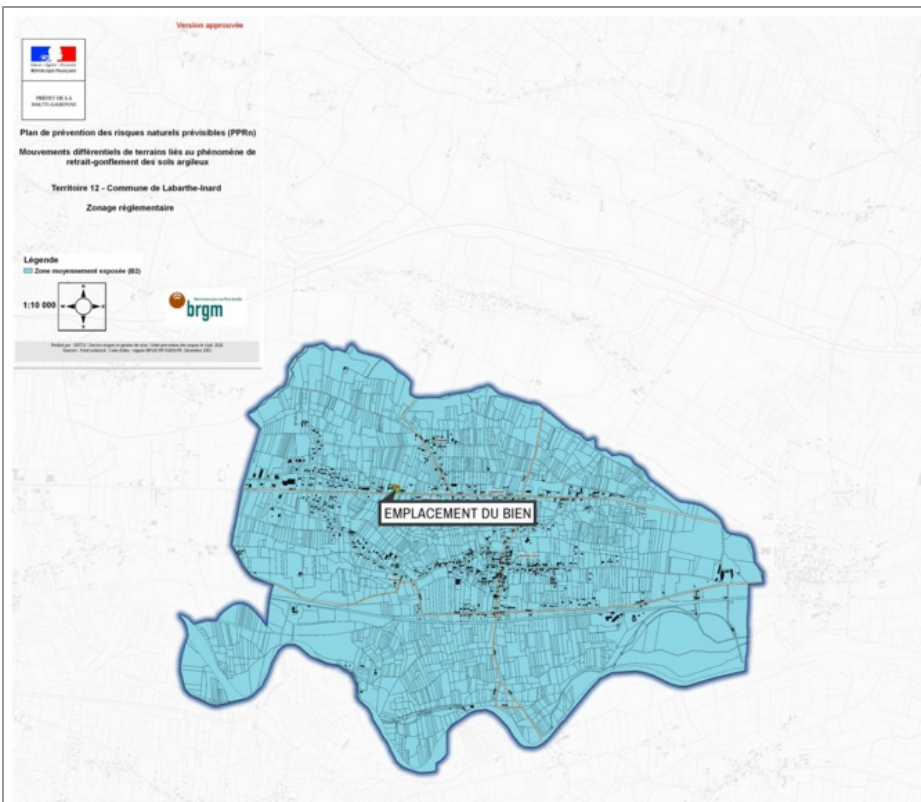 Version approuvée
RÉPUBLIQUE FRANÇAISE
PRÉFET DE LA
HAUTE-GARONNE
Plan de prévention des risques naturels prévisibles (PPRn)
Mouvements différentiels de terrains liés au phénomène de
retrait-gonflement des sols argileux
Territoire 12 - Commune de Labarthe-Inard
Zonage réglementaire
Légende
Zone moyennement exposée (B2)
1:10 000
brgm
EMPLACEMENT DU BIEN